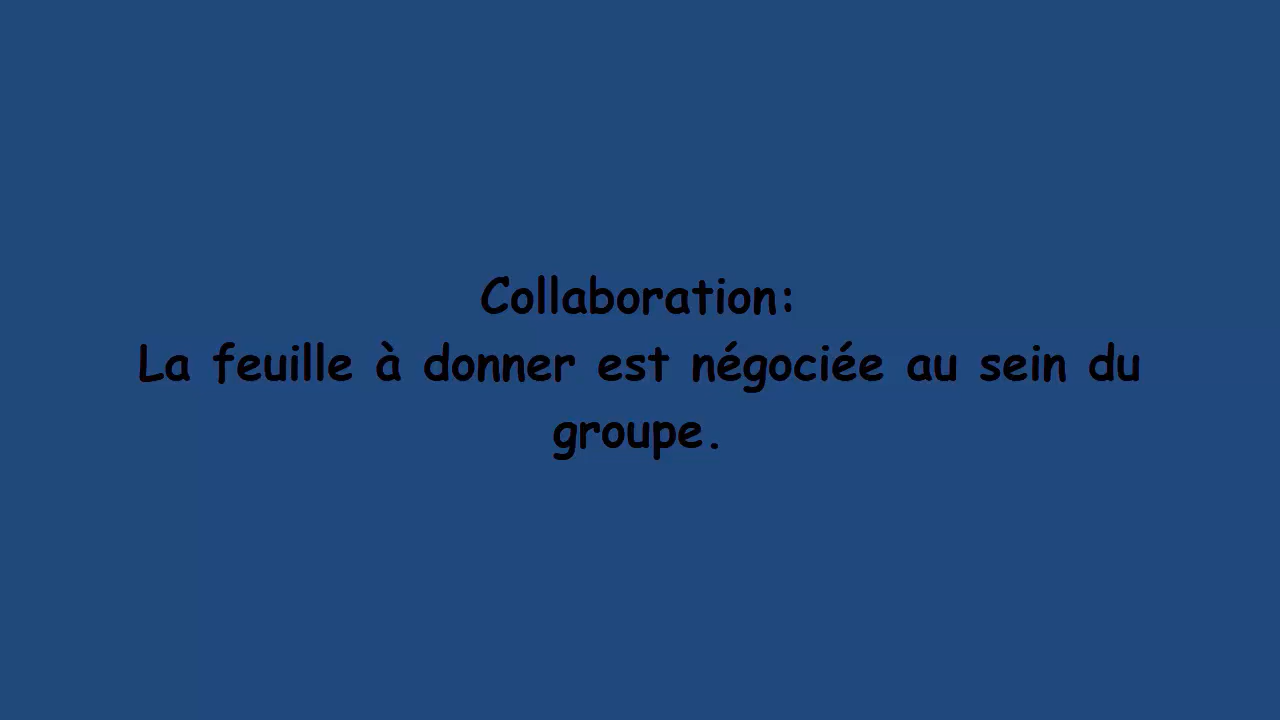 Collaboration:
La feuille à donner est négociée au sein du
groupe.